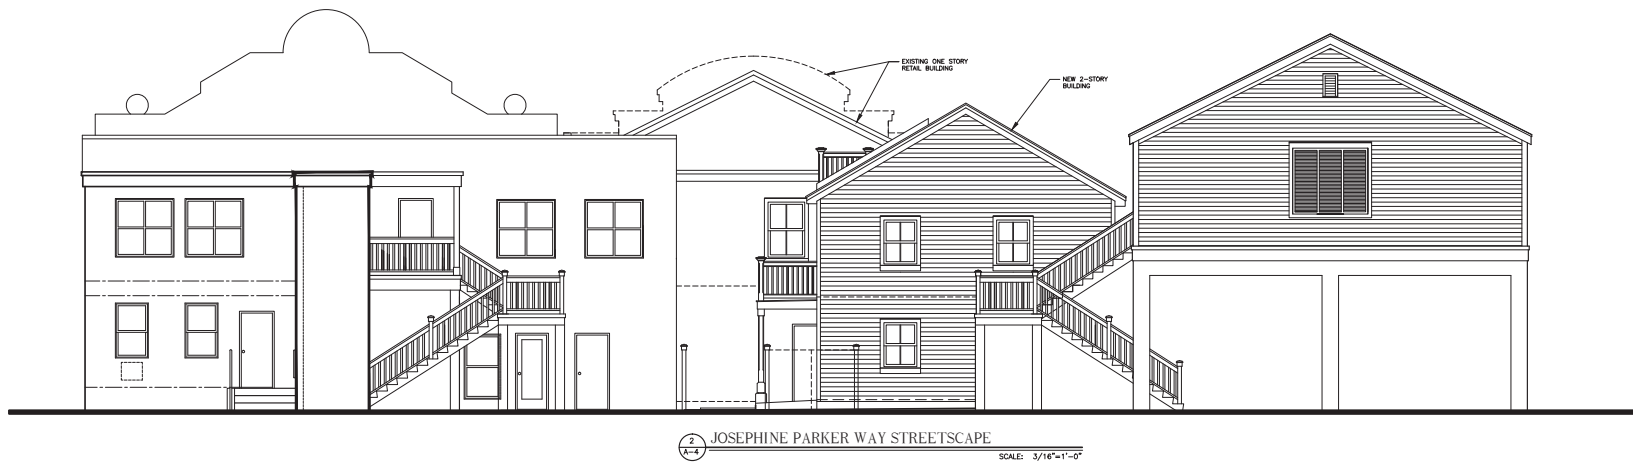 EXISTING ONE STORY
RETAIL BUILDING
NEW 2-STORY
BUILDING
2
A-4
JOSEPHINE PARKER WAY STREETSCAPE
SCALE: 3/16"=1'-0"